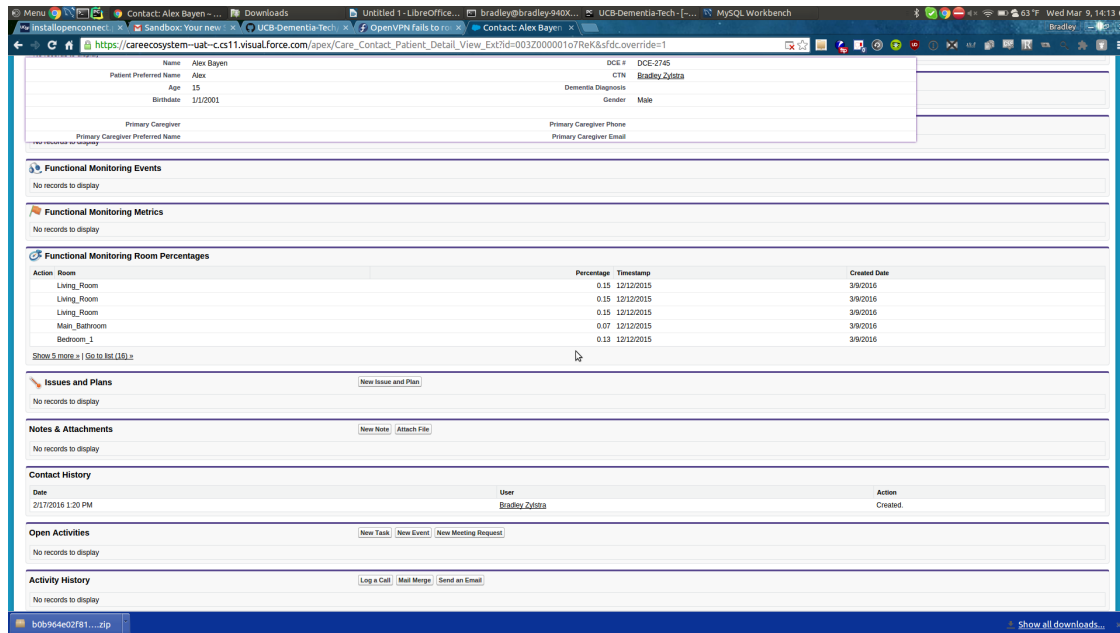 Menu Contact: Alex Bayen – ... Downloads Untitled 1 - LibreOffice... bradley@bradley-940X... UCB-Dementia-Tech - [~... MySQL Workbench 63°F Wed Mar 9, 14:13
installopenconnect Sandbox: Your new UCB-Dementia-Tech OpenVPN fails to Contact: Alex Bayen Bradley
https://careecosystem--uat--c.cs11.visual.force.com/apex/Care_Contact_Patient_Detail_View_Ext?id=003Z000001o7ReK&sfdc.override=1
Name Alex Bayen DCE # DCE-2745
Patient Preferred Name Alex CTN Bradley Zylstra
Age 15 Dementia Diagnosis
Birthdate 1/1/2001 Gender Male
Primary Caregiver Primary Caregiver Phone
Primary Caregiver Preferred Name Primary Caregiver Email
No records to display
Functional Monitoring Events
No records to display
Functional Monitoring Metrics
No records to display
Functional Monitoring Room Percentages
Action Room Percentage Timestamp Created Date
Living_Room 0.15 12/12/2015 3/9/2016
Living_Room 0.15 12/12/2015 3/9/2016
Living_Room 0.15 12/12/2015 3/9/2016
Main_Bathroom 0.07 12/12/2015 3/9/2016
Bedroom_1 0.13 12/12/2015 3/9/2016
Show 5 more » | Go to list (16) »
Issues and Plans New Issue and Plan
No records to display
Notes & Attachments New Note Attach File
No records to display
Contact History
Date User Action
2/17/2016 1:20 PM Bradley Zylstra Created.
Open Activities New Task New Event New Meeting Request
No records to display
Activity History Log a Call Mail Merge Send an Email
No records to display
b0b964e02f81....zip Show all downloads...